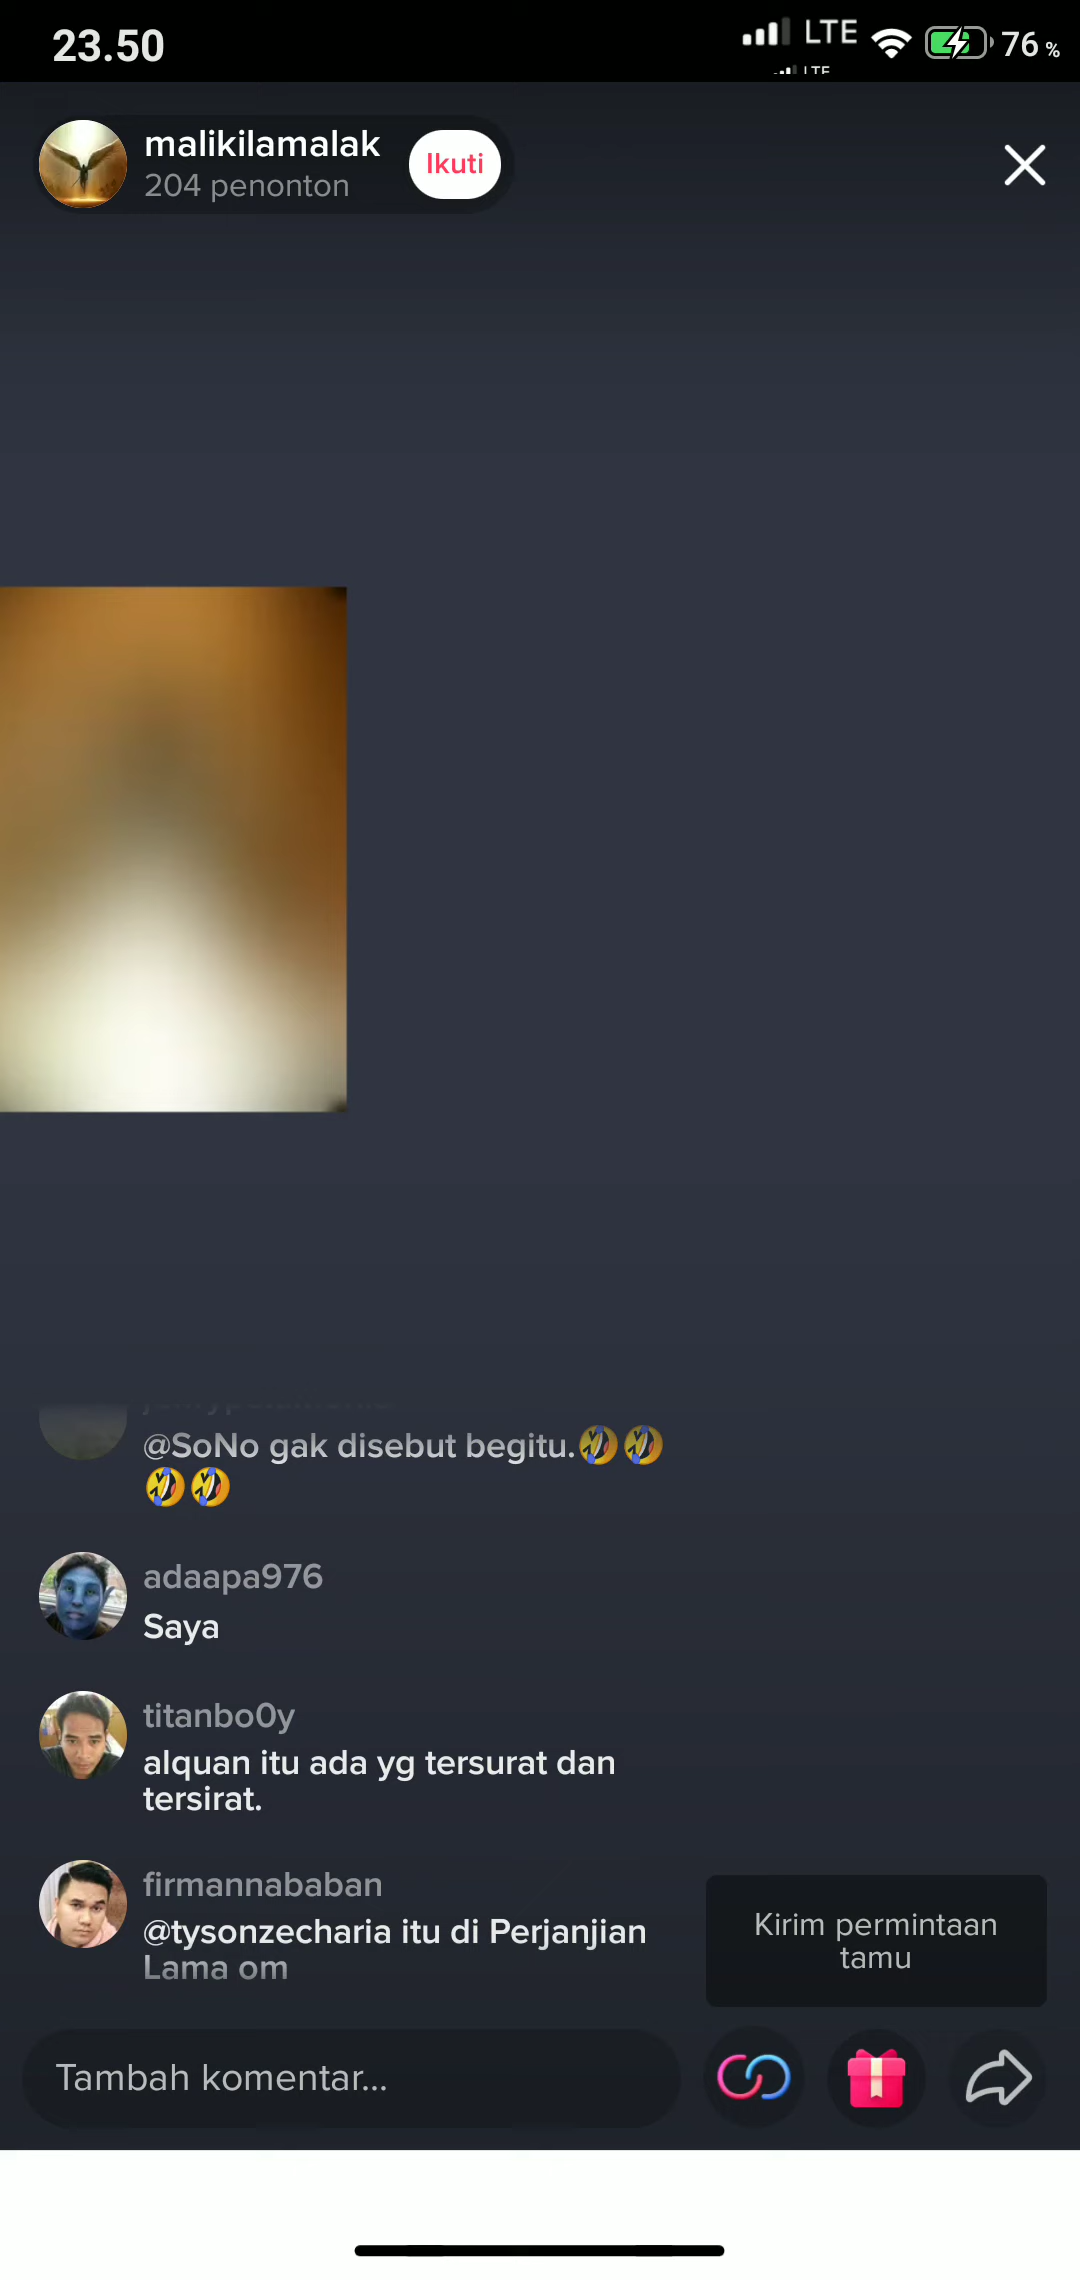 23.50
LTE
76 %
LTE
malikilamalak
204 penonton
Ikuti
@SoNo gak disebut begitu.🤣🤣
🤣🤣
adaapa976
Saya
titanbo0y
alquan itu ada yg tersurat dan
tersirat.
firmannababan
@tysonzecharia itu di Perjanjian
Lama om
Kirim permintaan
tamu
Tambah komentar...